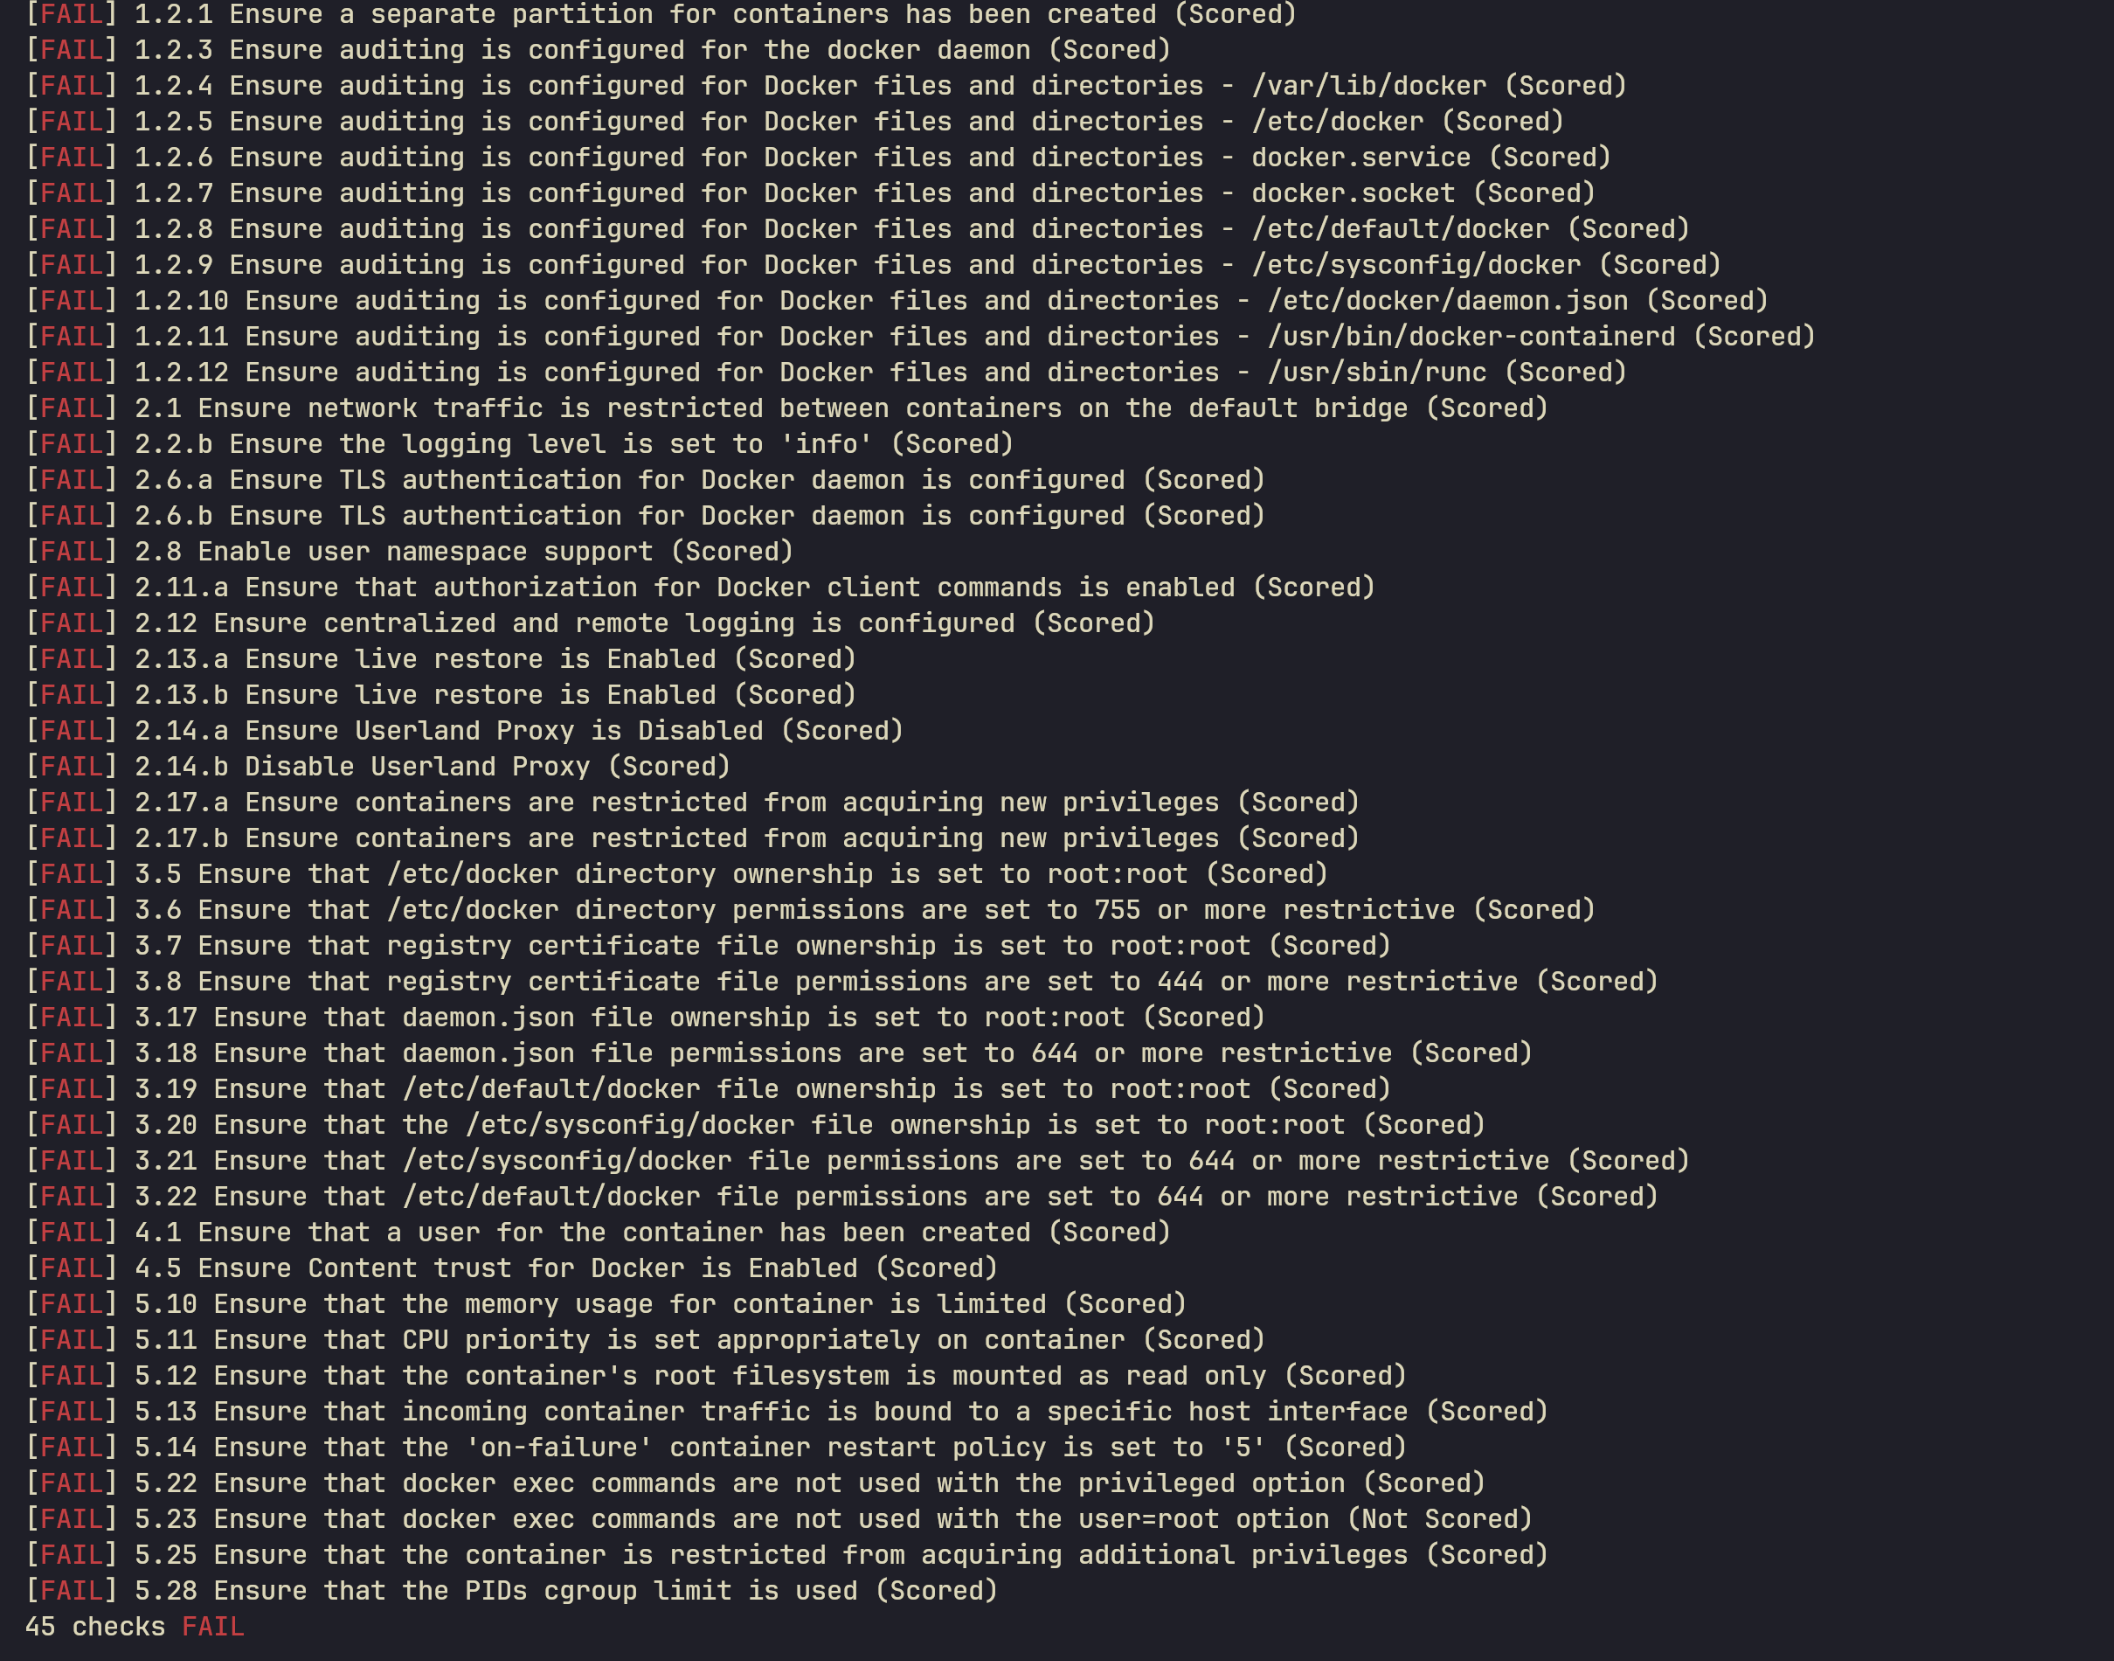 [FAIL] 1.2.1 Ensure a separate partition for containers has been created (Scored)
[FAIL] 1.2.3 Ensure auditing is configured for the docker daemon (Scored)
[FAIL] 1.2.4 Ensure auditing is configured for Docker files and directories - /var/lib/docker (Scored)
[FAIL] 1.2.5 Ensure auditing is configured for Docker files and directories - /etc/docker (Scored)
[FAIL] 1.2.6 Ensure auditing is configured for Docker files and directories - docker.service (Scored)
[FAIL] 1.2.7 Ensure auditing is configured for Docker files and directories - docker.socket (Scored)
[FAIL] 1.2.8 Ensure auditing is configured for Docker files and directories - /etc/default/docker (Scored)
[FAIL] 1.2.9 Ensure auditing is configured for Docker files and directories - /etc/sysconfig/docker (Scored)
[FAIL] 1.2.10 Ensure auditing is configured for Docker files and directories - /etc/docker/daemon.json (Scored)
[FAIL] 1.2.11 Ensure auditing is configured for Docker files and directories - /usr/bin/docker-containerd (Scored)
[FAIL] 1.2.12 Ensure auditing is configured for Docker files and directories - /usr/sbin/runc (Scored)
[FAIL] 2.1 Ensure network traffic is restricted between containers on the default bridge (Scored)
[FAIL] 2.2.b Ensure the logging level is set to 'info' (Scored)
[FAIL] 2.6.a Ensure TLS authentication for Docker daemon is configured (Scored)
[FAIL] 2.6.b Ensure TLS authentication for Docker daemon is configured (Scored)
[FAIL] 2.8 Enable user namespace support (Scored)
[FAIL] 2.11.a Ensure that authorization for Docker client commands is enabled (Scored)
[FAIL] 2.12 Ensure centralized and remote logging is configured (Scored)
[FAIL] 2.13.a Ensure live restore is Enabled (Scored)
[FAIL] 2.13.b Ensure live restore is Enabled (Scored)
[FAIL] 2.14.a Ensure Userland Proxy is Disabled (Scored)
[FAIL] 2.14.b Disable Userland Proxy (Scored)
[FAIL] 2.17.a Ensure containers are restricted from acquiring new privileges (Scored)
[FAIL] 2.17.b Ensure containers are restricted from acquiring new privileges (Scored)
[FAIL] 3.5 Ensure that /etc/docker directory ownership is set to root:root (Scored)
[FAIL] 3.6 Ensure that /etc/docker directory permissions are set to 755 or more restrictive (Scored)
[FAIL] 3.7 Ensure that registry certificate file ownership is set to root:root (Scored)
[FAIL] 3.8 Ensure that registry certificate file permissions are set to 444 or more restrictive (Scored)
[FAIL] 3.17 Ensure that daemon.json file ownership is set to root:root (Scored)
[FAIL] 3.18 Ensure that daemon.json file permissions are set to 644 or more restrictive (Scored)
[FAIL] 3.19 Ensure that /etc/default/docker file ownership is set to root:root (Scored)
[FAIL] 3.20 Ensure that the /etc/sysconfig/docker file ownership is set to root:root (Scored)
[FAIL] 3.21 Ensure that /etc/sysconfig/docker file permissions are set to 644 or more restrictive (Scored)
[FAIL] 3.22 Ensure that /etc/default/docker file permissions are set to 644 or more restrictive (Scored)
[FAIL] 4.1 Ensure that a user for the container has been created (Scored)
[FAIL] 4.5 Ensure Content trust for Docker is Enabled (Scored)
[FAIL] 5.10 Ensure that the memory usage for container is limited (Scored)
[FAIL] 5.11 Ensure that CPU priority is set appropriately on container (Scored)
[FAIL] 5.12 Ensure that the container's root filesystem is mounted as read only (Scored)
[FAIL] 5.13 Ensure that incoming container traffic is bound to a specific host interface (Scored)
[FAIL] 5.14 Ensure that the 'on-failure' container restart policy is set to '5' (Scored)
[FAIL] 5.22 Ensure that docker exec commands are not used with the privileged option (Scored)
[FAIL] 5.23 Ensure that docker exec commands are not used with the user=root option (Not Scored)
[FAIL] 5.25 Ensure that the container is restricted from acquiring additional privileges (Scored)
[FAIL] 5.28 Ensure that the PIDs cgroup limit is used (Scored)
45 checks FAIL